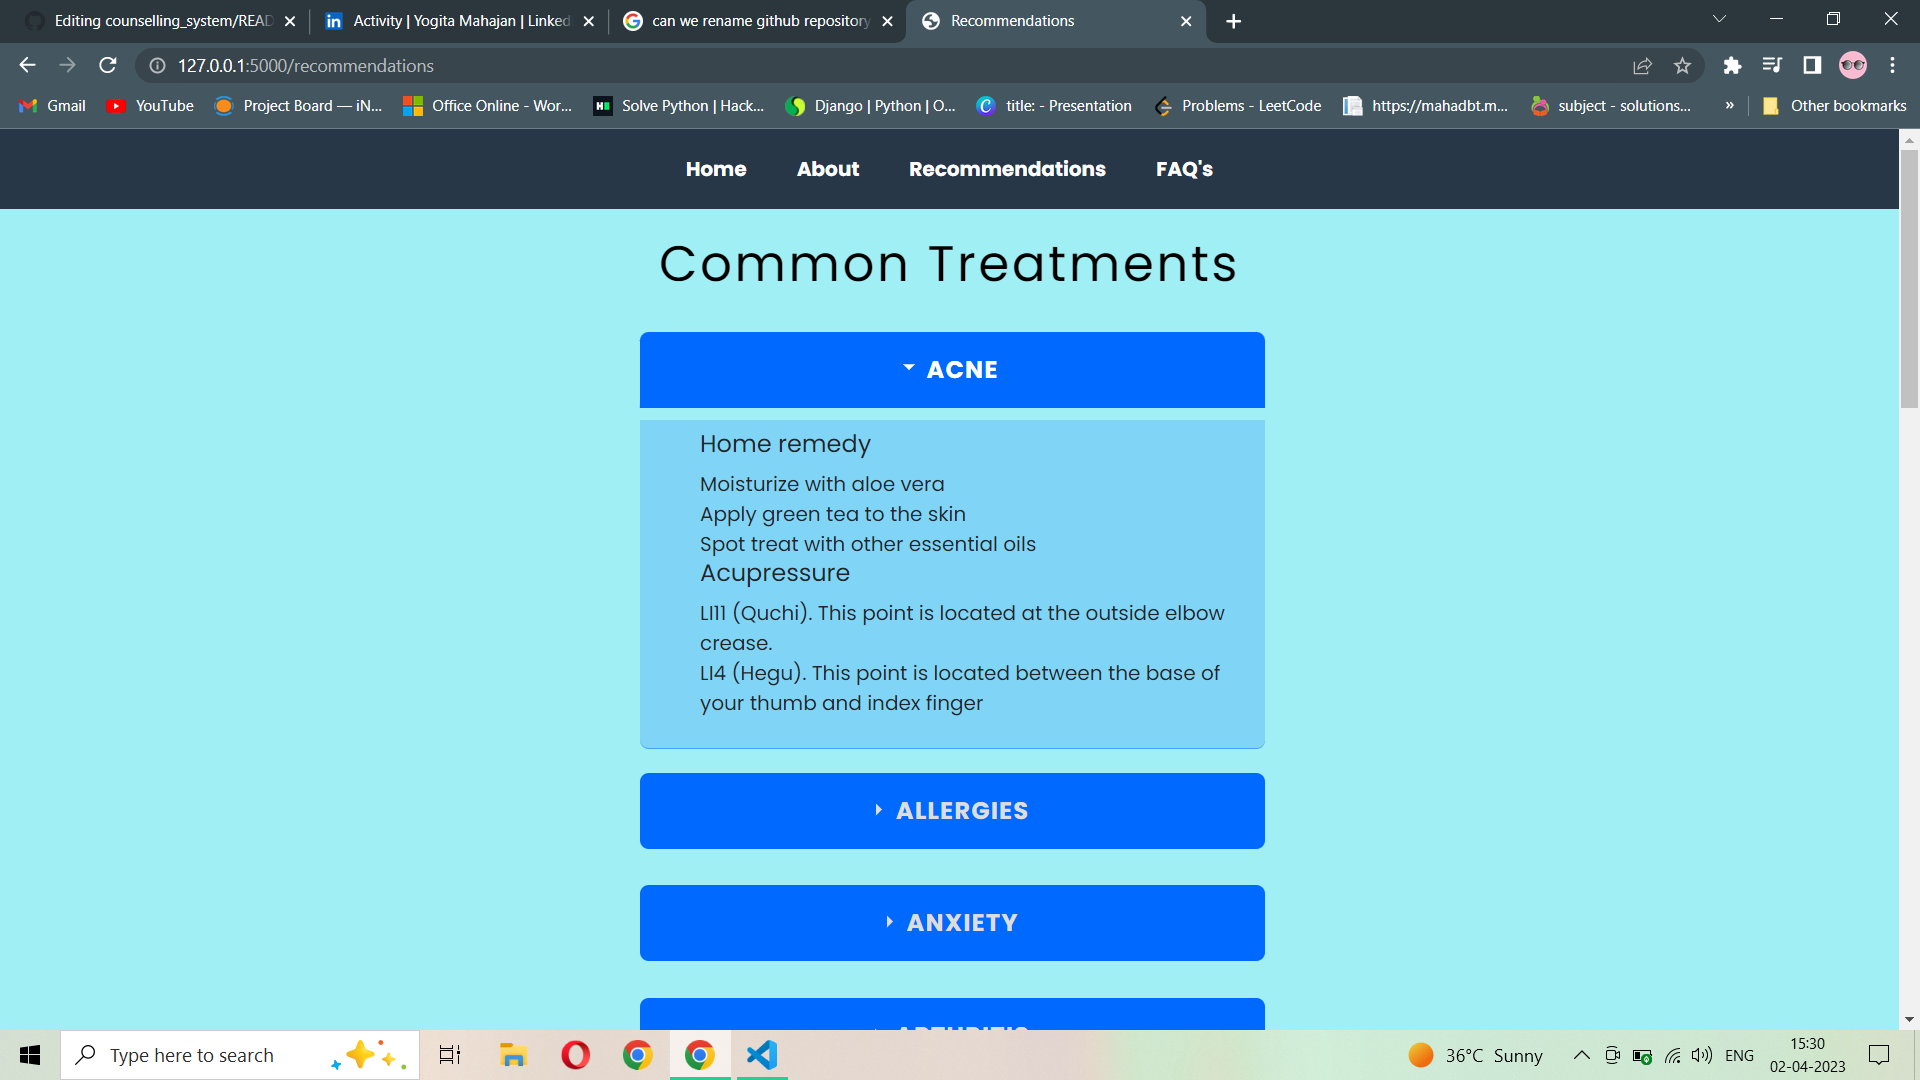 Editing counselling_system/READ
Activity | Yogita Mahajan | Linked
can we rename github repository
Recommendations
127.0.0.1:5000/recommendations
Gmail
YouTube
Project Board — iN...
Office Online - Wor...
Solve Python | Hack...
Django | Python | O...
title: - Presentation
Problems - LeetCode
https://mahadbt.m...
subject - solutions...
»
Other bookmarks
Home
About
Recommendations
FAQ's
Common Treatments
ACNE
Home remedy
Moisturize with aloe vera
Apply green tea to the skin
Spot treat with other essential oils
Acupressure
LI11 (Quchi). This point is located at the outside elbow
crease.
LI4 (Hegu). This point is located between the base of
your thumb and index finger
ALLERGIES
ANXIETY
ARTHRITIS
Type here to search
36°C Sunny
ENG
15:30
02-04-2023